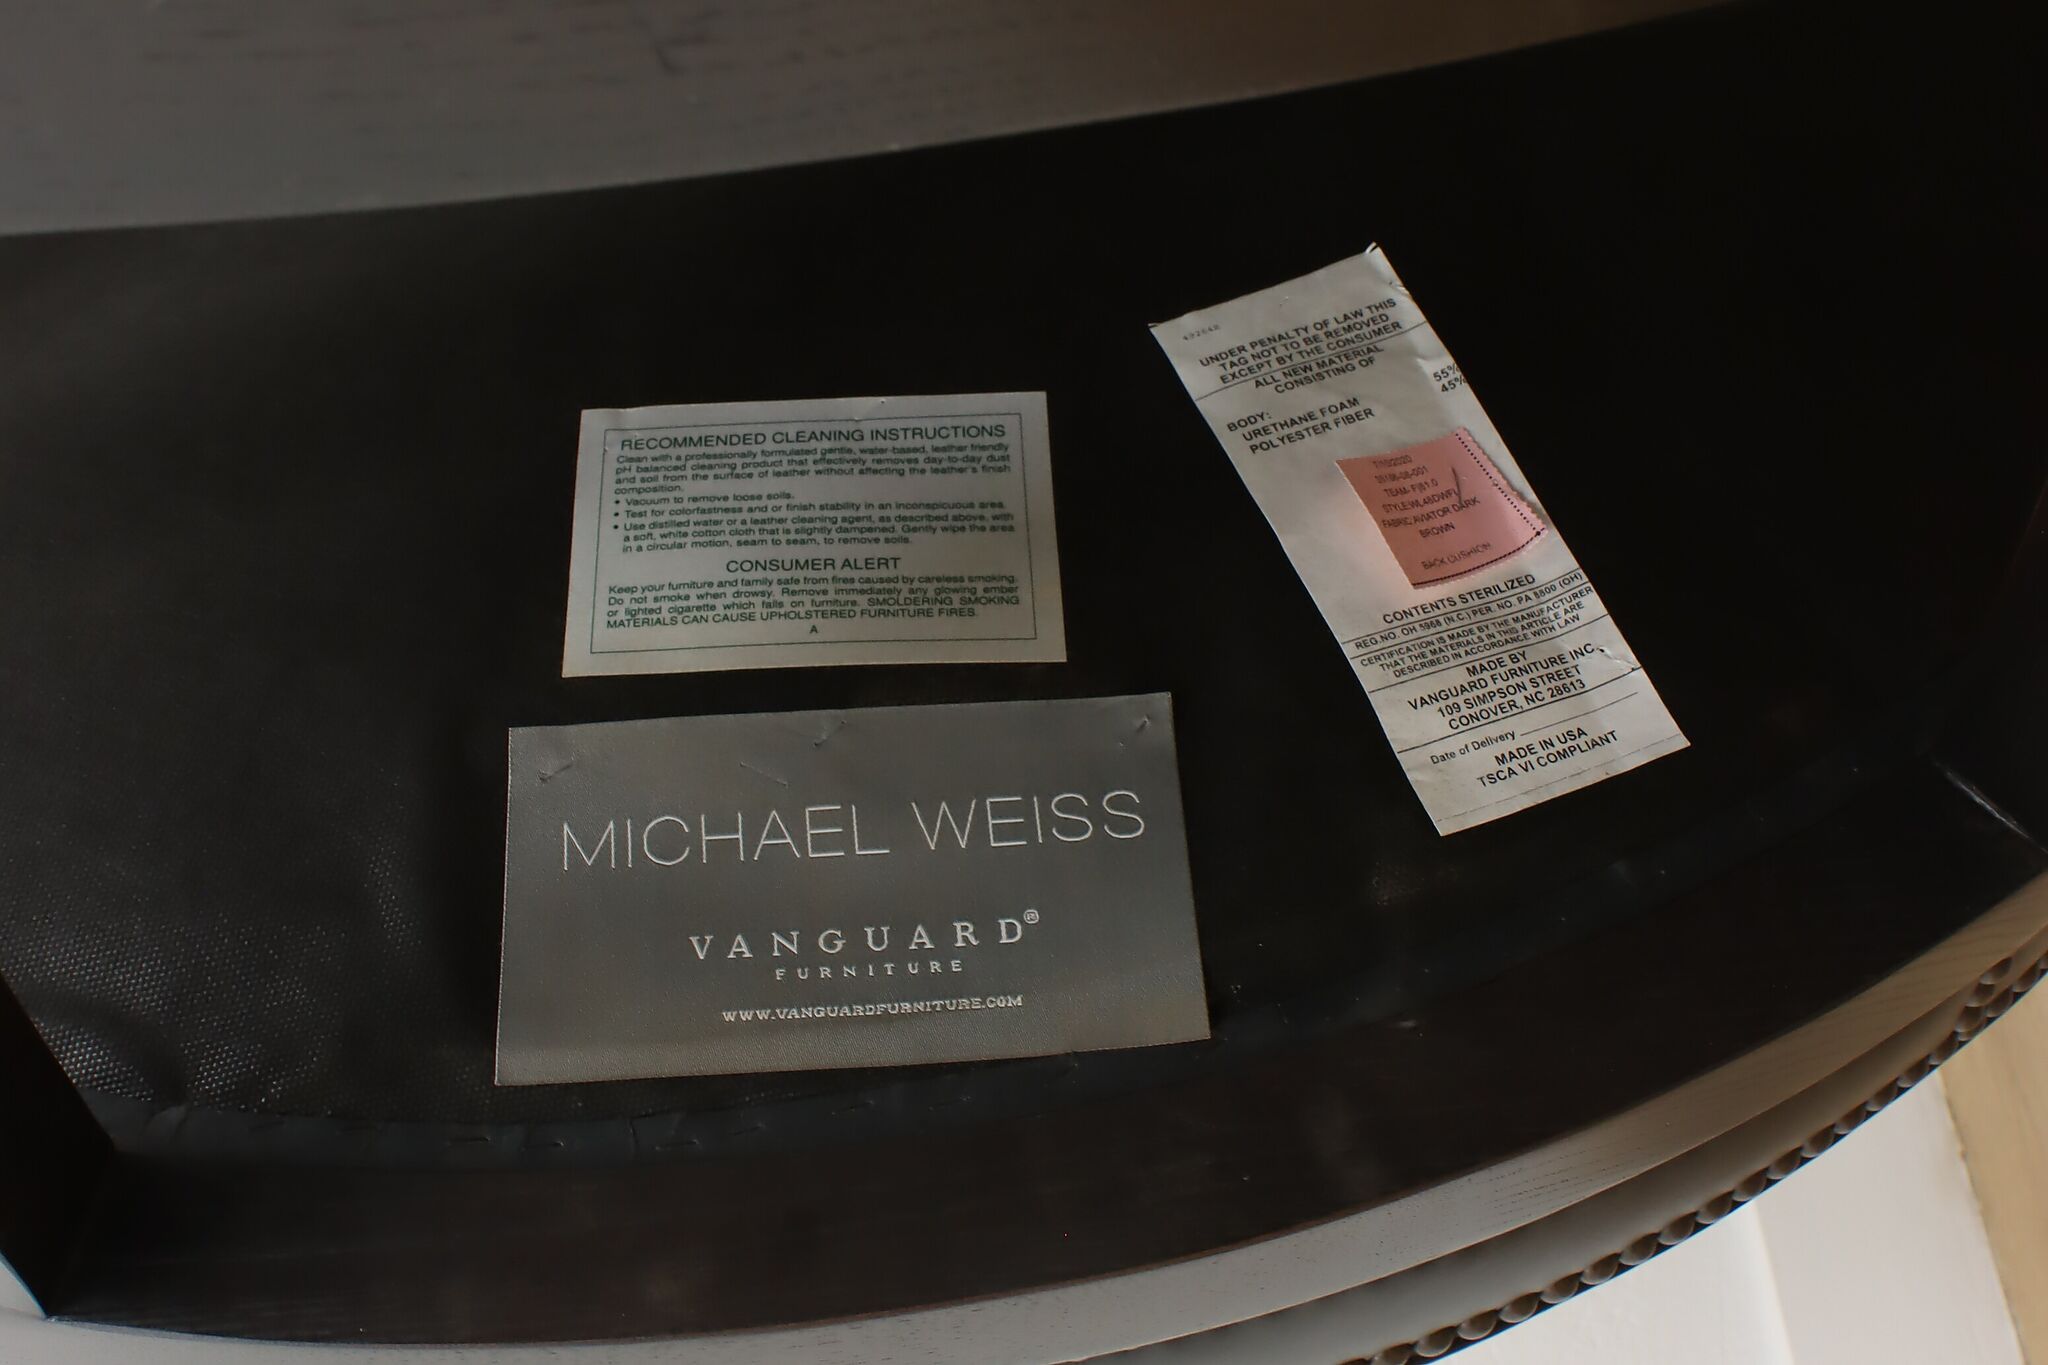 RECOMMENDED CLEANING INSTRUCTIONS
Clean with a professionally formulated gentle, water-based, leather friendly
pH balanced cleaning product that effectively removes day-to-day dust
and soil from the surface of leather without affecting the leather's finish
composition.
• Vacuum to remove loose soils.
• Test for colorfastness and or finish stability in an inconspicuous area.
• Use distilled water or a leather cleaning agent, as described above, with
a soft, white cotton cloth that is slightly dampened. Gently wipe the area
in a circular motion, seam to seam, to remove soils.
CONSUMER ALERT
Keep your furniture and family safe from fires caused by careless smoking.
Do not smoke when drowsy. Remove immediately any glowing ember
or lighted cigarette which falls on furniture. SMOLDERING SMOKING
MATERIALS CAN CAUSE UPHOLSTERED FURNITURE FIRES.
A
MICHAEL WEISS
VANGUARD®
FURNITURE
WWW.VANGUARDFURNITURE.COM
UNDER PENALTY OF LAW THIS
TAG NOT TO BE REMOVED
EXCEPT BY THE CONSUMER
ALL NEW MATERIAL
CONSISTING OF
BODY:
URETHANE FOAM 55%
POLYESTER FIBER 45%
TEAM-
FABRIC:AVIATOR DARK
BROWN
BACK CUSHION
CONTENTS STERILIZED
REG.NO. OH 5968 (N.C.) PER. NO. PA 8800 (OH)
CERTIFICATION IS MADE BY THE MANUFACTURER
THAT THE MATERIALS IN THIS ARTICLE ARE
DESCRIBED IN ACCORDANCE WITH LAW
MADE BY
VANGUARD FURNITURE INC.
109 SIMPSON STREET
CONOVER, NC 28613
Date of Delivery
MADE IN USA
TSCA VI COMPLIANT